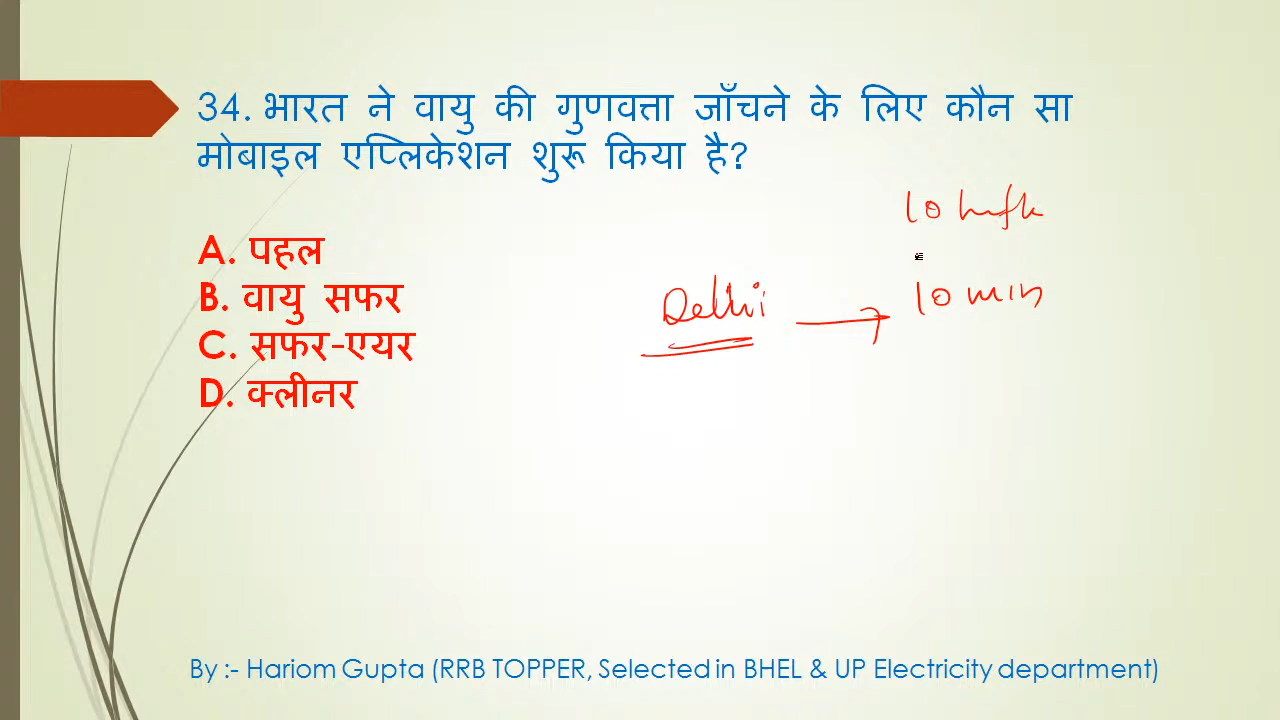 34. भारत ने वायु की गुणवत्ता जाँचने के लिए कौन सा
मोबाइल एप्लिकेशन शुरू किया है?
A. पहल
B. वायु सफर
C. सफर-एयर
D. क्लीनर
10
Delhi
10 min
By :- Hariom Gupta (RRB TOPPER, Selected in BHEL & UP Electricity department)